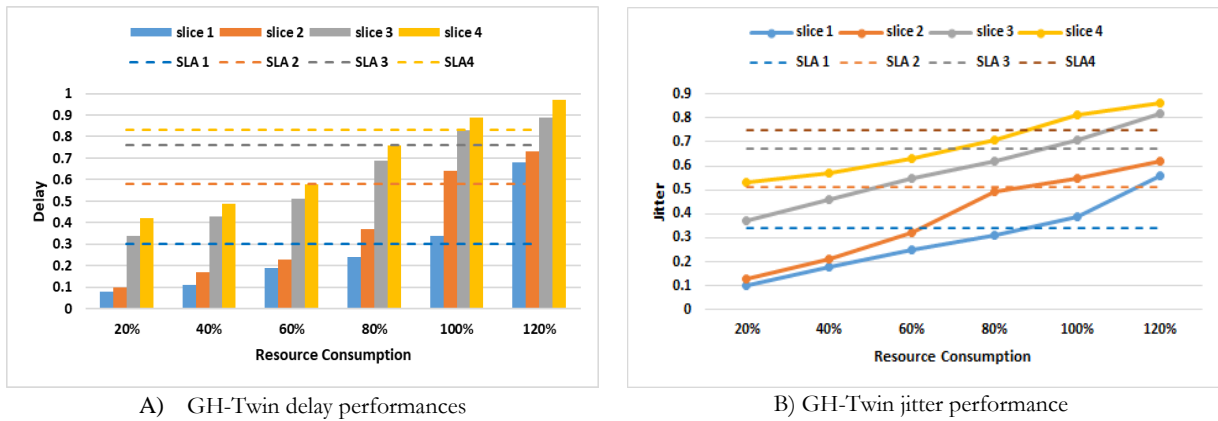 slice 1 slice 2 slice 3 slice 4
SLA 1 SLA 2 SLA 3 SLA4
1
0.9
0.8
0.7
0.6
0.5
0.4
0.3
0.2
0.1
0
Delay
20% 40% 60% 80% 100% 120%
Resource Consumption
A) GH-Twin delay performances
slice 1 slice 2 slice 3 slice 4
SLA 1 SLA 2 SLA 3 SLA4
0.9
0.8
0.7
0.6
0.5
0.4
0.3
0.2
0.1
0
Jitter
20% 40% 60% 80% 100% 120%
Resource Consumption
B) GH-Twin jitter performance